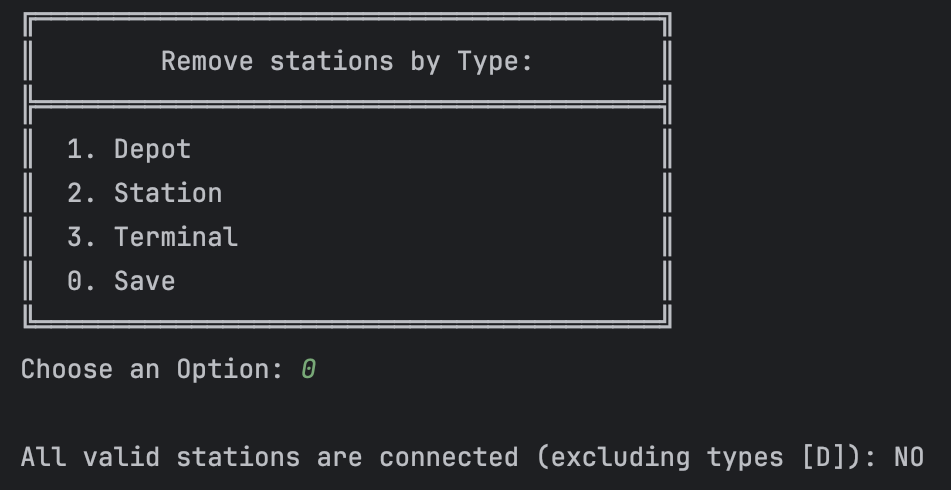 Remove stations by Type:
1. Depot
2. Station
3. Terminal
0. Save
Choose an Option: 0
All valid stations are connected (excluding types [D]): NO